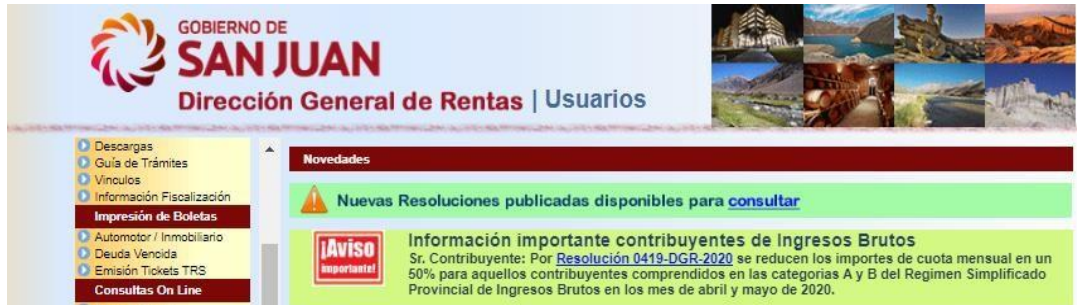 GOBIERNO DE
SAN JUAN
Dirección General de Rentas | Usuarios
Descargas
Guía de Trámites
Vinculos
Información Fiscalización
Impresión de Boletas
Automotor / Inmobiliario
Deuda Vencida
Emisión Tickets TRS
Consultas On Line
Novedades
Nuevas Resoluciones publicadas disponibles para consultar
¡Aviso
importante!
Información importante contribuyentes de Ingresos Brutos
Sr. Contribuyente: Por Resolución 0419-DGR-2020 se reducen los importes de cuota mensual en un
50% para aquellos contribuyentes comprendidos en las categorias A y B del Regimen Simplificado
Provincial de Ingresos Brutos en los mes de abril y mayo de 2020.